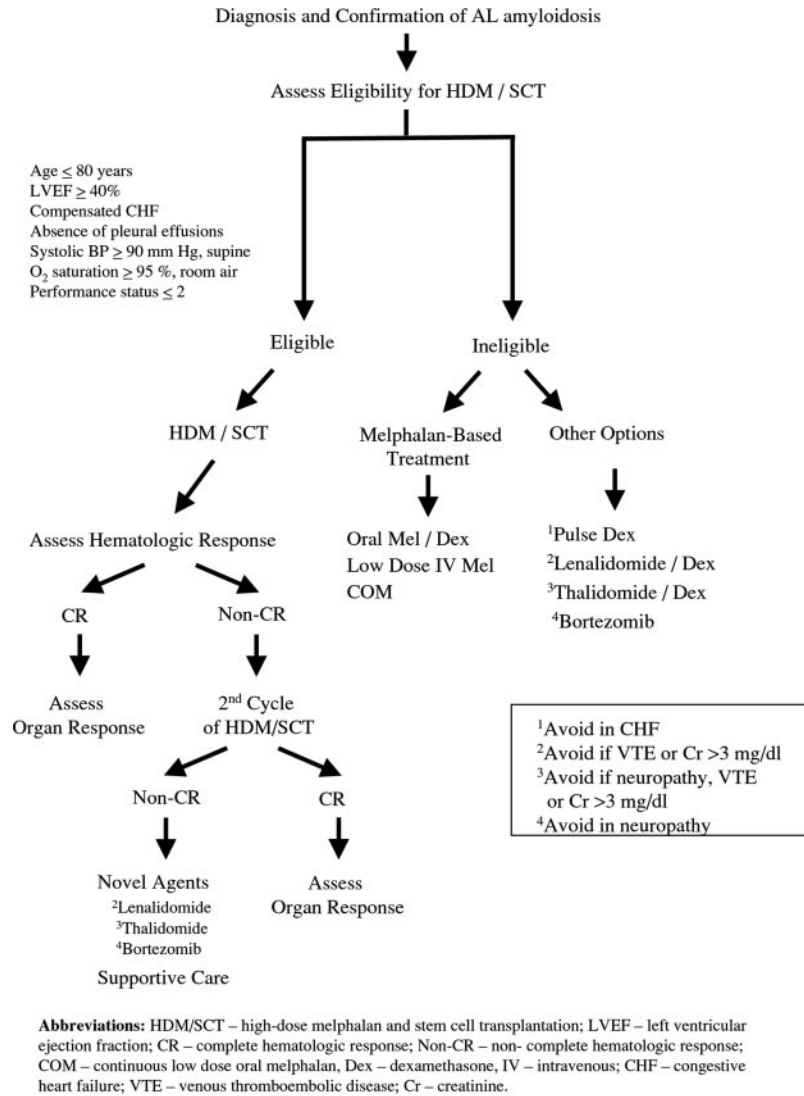 Diagnosis and Confirmation of AL amyloidosis
Assess Eligibility for HDM / SCT
Age ≤ 80 years
LVEF ≥ 40%
Compensated CHF
Absence of pleural effusions
Systolic BP ≥ 90 mm Hg, supine
O₂ saturation ≥ 95 %, room air
Performance status ≤ 2
Eligible
Ineligible
HDM / SCT
Melphalan-Based
Treatment
Other Options
Assess Hematologic Response
Oral Mel / Dex
Low Dose IV Mel
COM
¹Pulse Dex
²Lenalidomide / Dex
³Thalidomide / Dex
⁴Bortezomib
CR
Non-CR
Assess
Organ Response
2ⁿᵈ Cycle
of HDM/SCT
¹Avoid in CHF
²Avoid if VTE or Cr >3 mg/dl
³Avoid if neuropathy, VTE
or Cr >3 mg/dl
⁴Avoid in neuropathy
Non-CR
CR
Novel Agents
²Lenalidomide
³Thalidomide
⁴Bortezomib
Supportive Care
Assess
Organ Response
Abbreviations: HDM/SCT – high-dose melphalan and stem cell transplantation; LVEF – left ventricular
ejection fraction; CR – complete hematologic response; Non-CR – non- complete hematologic response;
COM – continuous low dose oral melphalan, Dex – dexamethasone, IV – intravenous; CHF – congestive
heart failure; VTE – venous thromboembolic disease; Cr – creatinine.